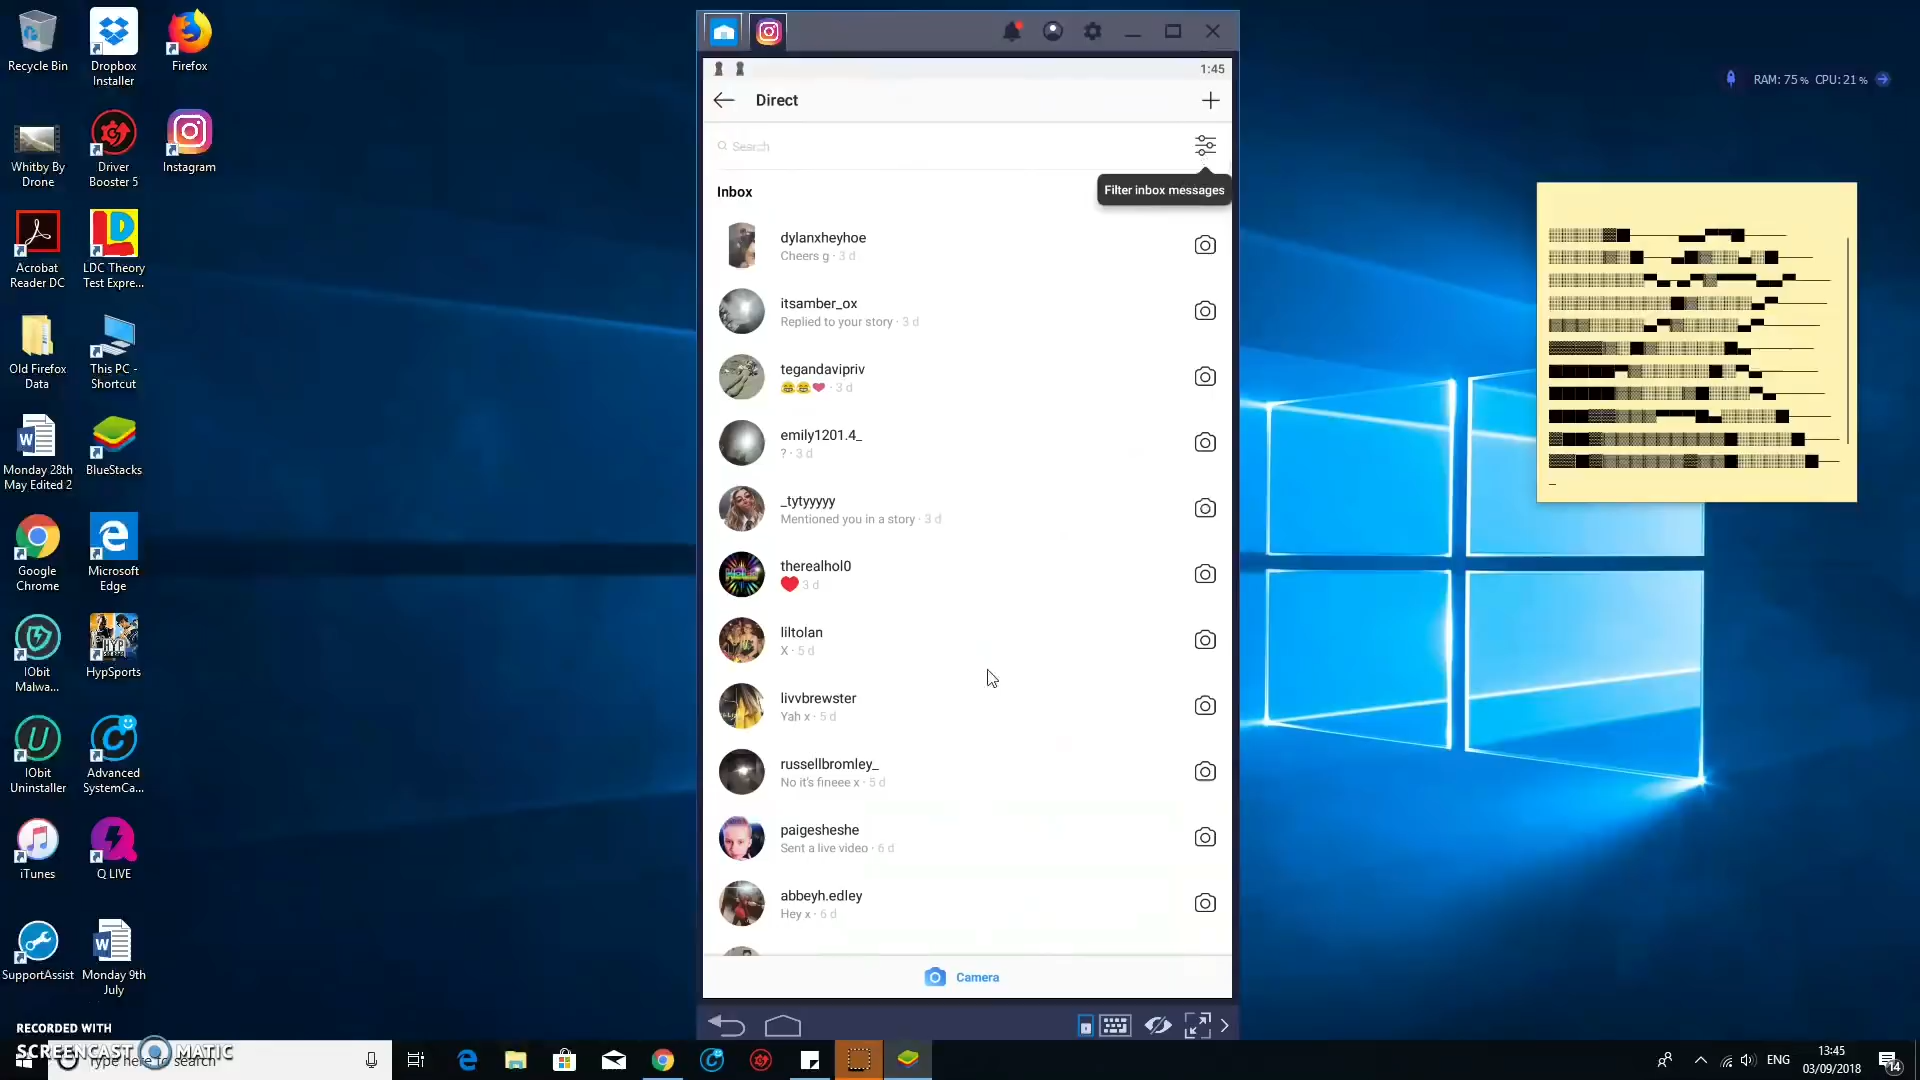 Recycle Bin
Dropbox
Installer
Firefox
Whitby By
Drone
Driver
Booster 5
Instagram
Acrobat
Reader DC
LDC Theory
Test Expre...
Old Firefox
Data
This PC -
Shortcut
Monday 28th
May Edited 2
BlueStacks
Google
Chrome
Microsoft
Edge
IObit
Malwa...
HypSports
IObit
Uninstaller
Advanced
SystemCa...
iTunes
Q LIVE
SupportAssist
Monday 9th
July
1:45
Direct
Search
Filter inbox messages
Inbox
dylanxheyhoe
Cheers g · 3 d
itsamber_ox
Replied to your story · 3 d
tegandavipriv
😂😂❤ · 3 d
emily1201.4_
? · 3 d
_tytyyyyy
Mentioned you in a story · 3 d
therealhol0
❤ 3 d
liltolan
X · 5 d
livvbrewster
Yah x · 5 d
russellbromley_
No it's fineee x · 5 d
paigesheshe
Sent a live video · 6 d
abbeyh.edley
Hey x · 6 d
Camera
RAM: 75 % CPU: 21 %
RECORDED WITH
SCREENCAST MATIC
Type here to search
ENG
13:45
03/09/2018
14